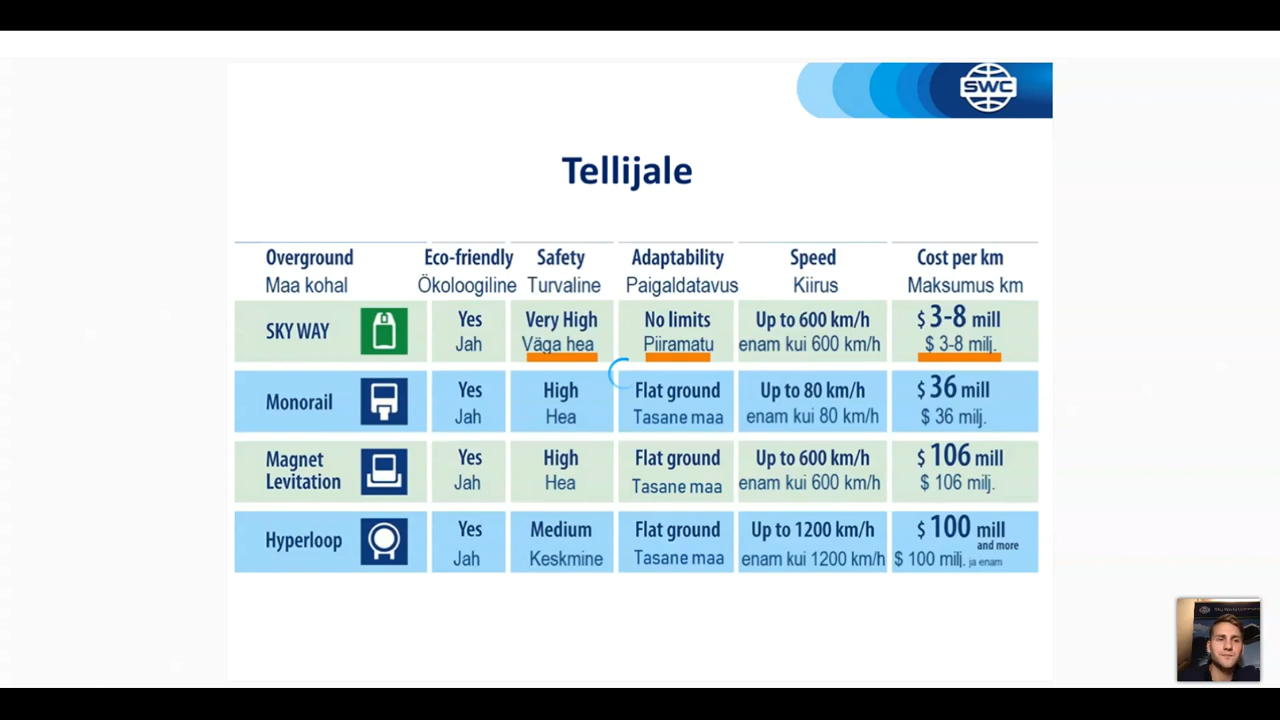 SWC
Tellijale
Overground Eco-friendly Safety Adaptability Speed Cost per km
Maa kohal Ökoloogiline Turvaline Paigaldatavus Kiirus Maksumus km
SKY WAY Yes Very High No limits Up to 600 km/h $ 3-8 mill
Jah Väga hea Piiramatu enam kui 600 km/h $ 3-8 milj.
Monorail Yes High Flat ground Up to 80 km/h $ 36 mill
Jah Hea Tasane maa enam kui 80 km/h $ 36 milj.
Magnet Yes High Flat ground Up to 600 km/h $ 106 mill
Levitation Jah Hea Tasane maa enam kui 600 km/h $ 106 milj.
Hyperloop Yes Medium Flat ground Up to 1200 km/h $ 100 mill
and more
Jah Keskmine Tasane maa enam kui 1200 km/h $ 100 milj. ja enam